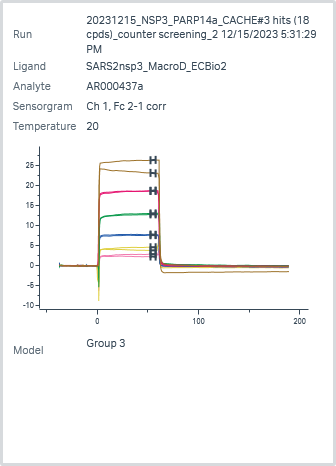 Run 20231215_NSP3_PARP14a_CACHE#3 hits (18
cpds)_counter screening_2 12/15/2023 5:31:29
PM
Ligand SARS2nsp3_MacroD_ECBio2
Analyte AR000437a
Sensorgram Ch 1, Fc 2-1 corr
Temperature 20
25
20
15
10
5
0
-5
-10
0 100 200
Model Group 3